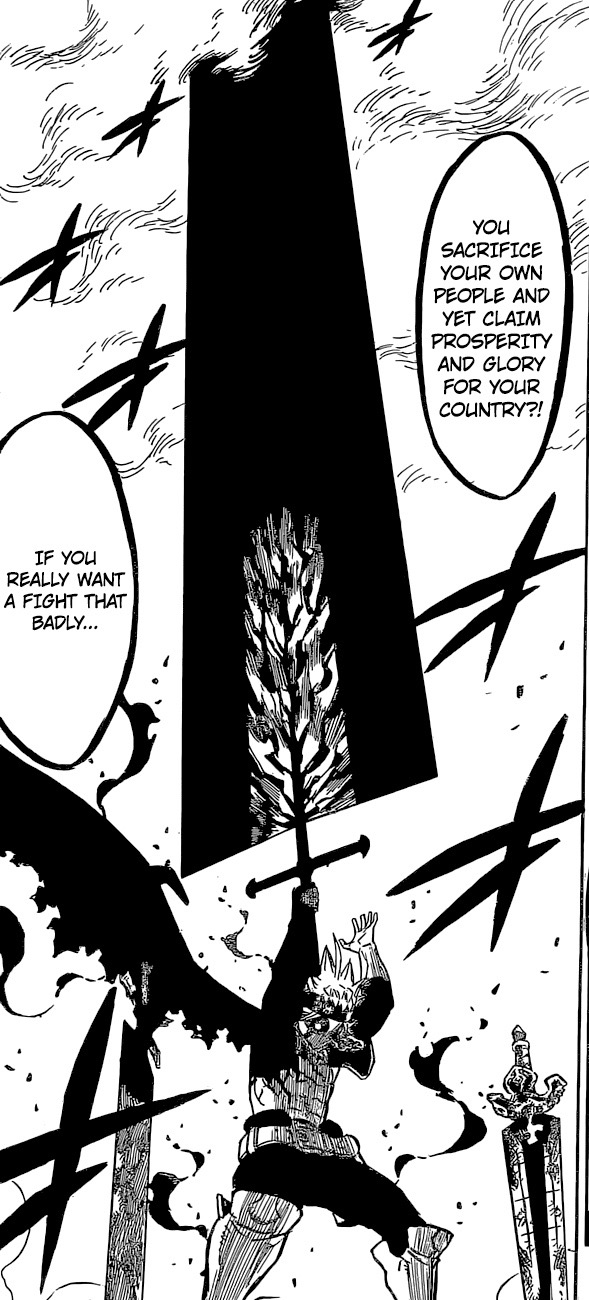 YOU
SACRIFICE
YOUR OWN
PEOPLE AND
YET CLAIM
PROSPERITY
AND GLORY
FOR YOUR
COUNTRY?!
IF YOU
REALLY WANT
A FIGHT THAT
BADLY...